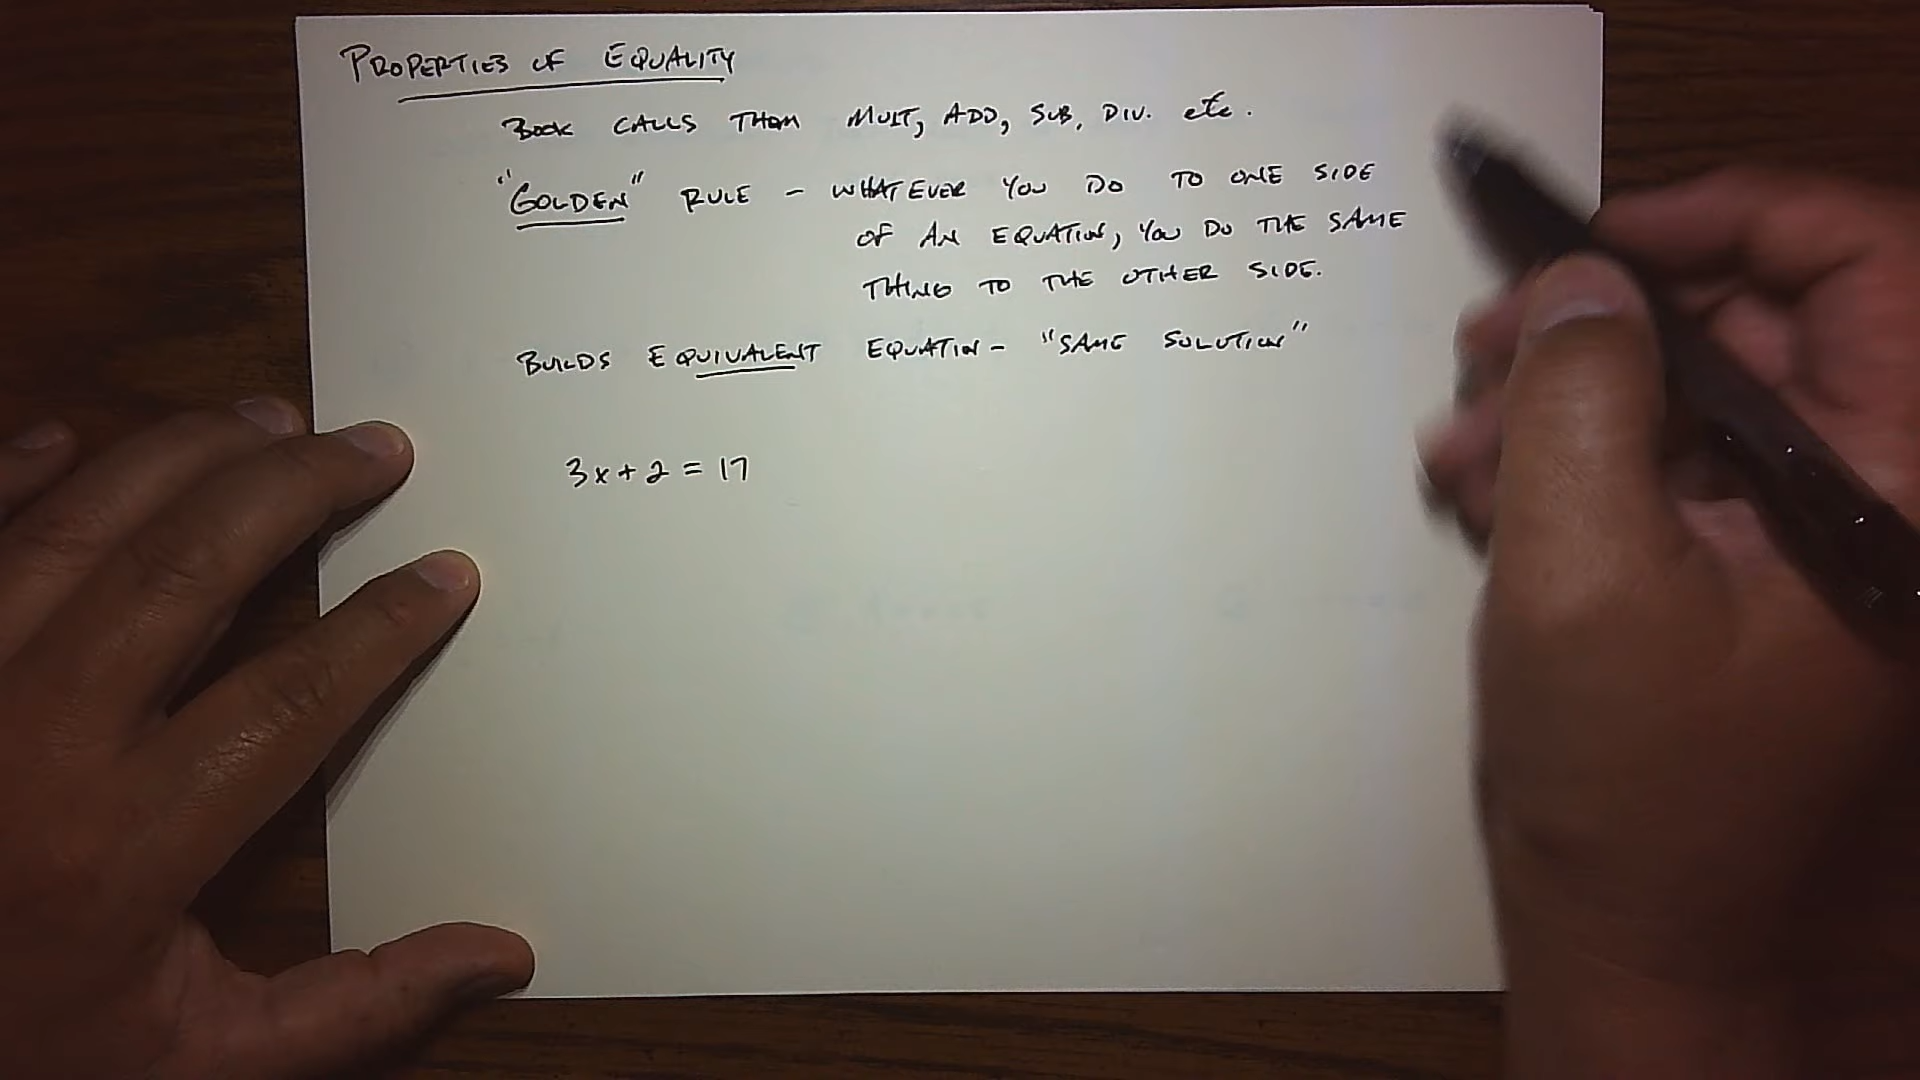 PROPERTIES OF EQUALITY
BOOK CALLS THEM MULT, ADD, SUB, DIV. etc.
"GOLDEN" RULE - WHATEVER YOU DO TO ONE SIDE
OF AN EQUATION, YOU DO THE SAME
THING TO THE OTHER SIDE.
BUILDS EQUIVALENT EQUATION - "SAME SOLUTION"
3x + 2 = 17